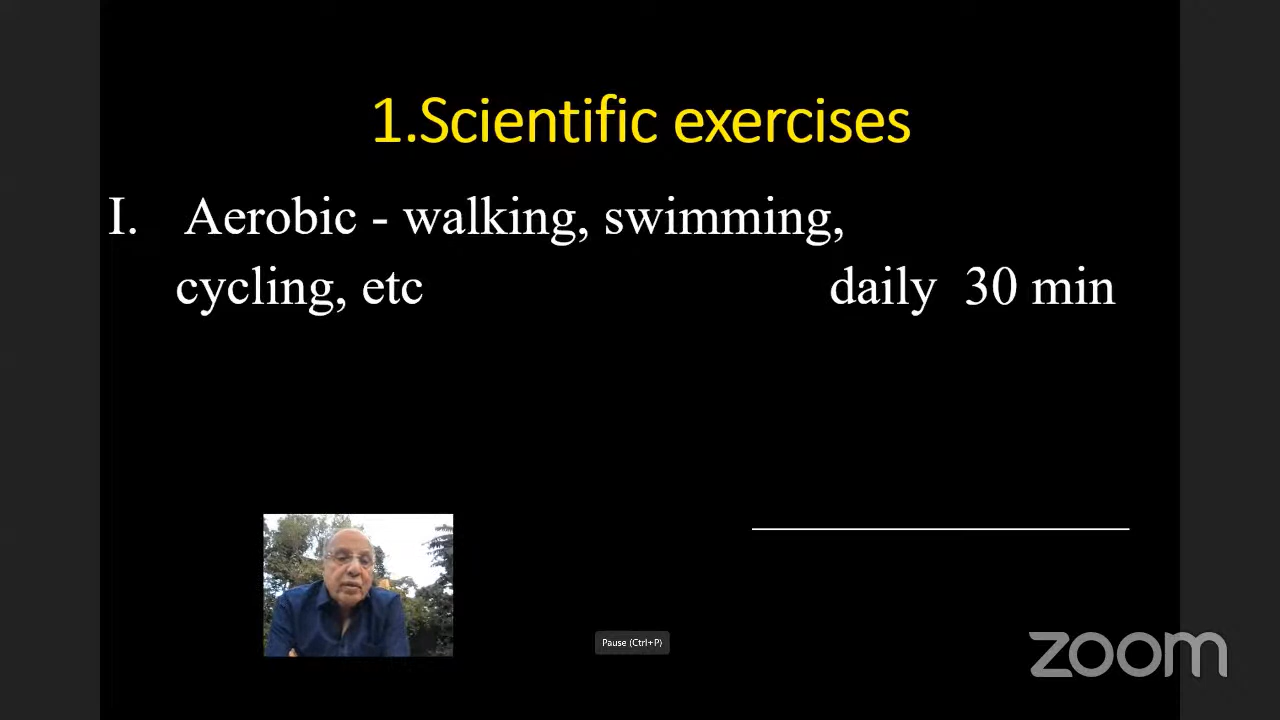 1.Scientific exercises
I. Aerobic - walking, swimming,
cycling, etc daily 30 min
Pause (Ctrl+P)
zoom